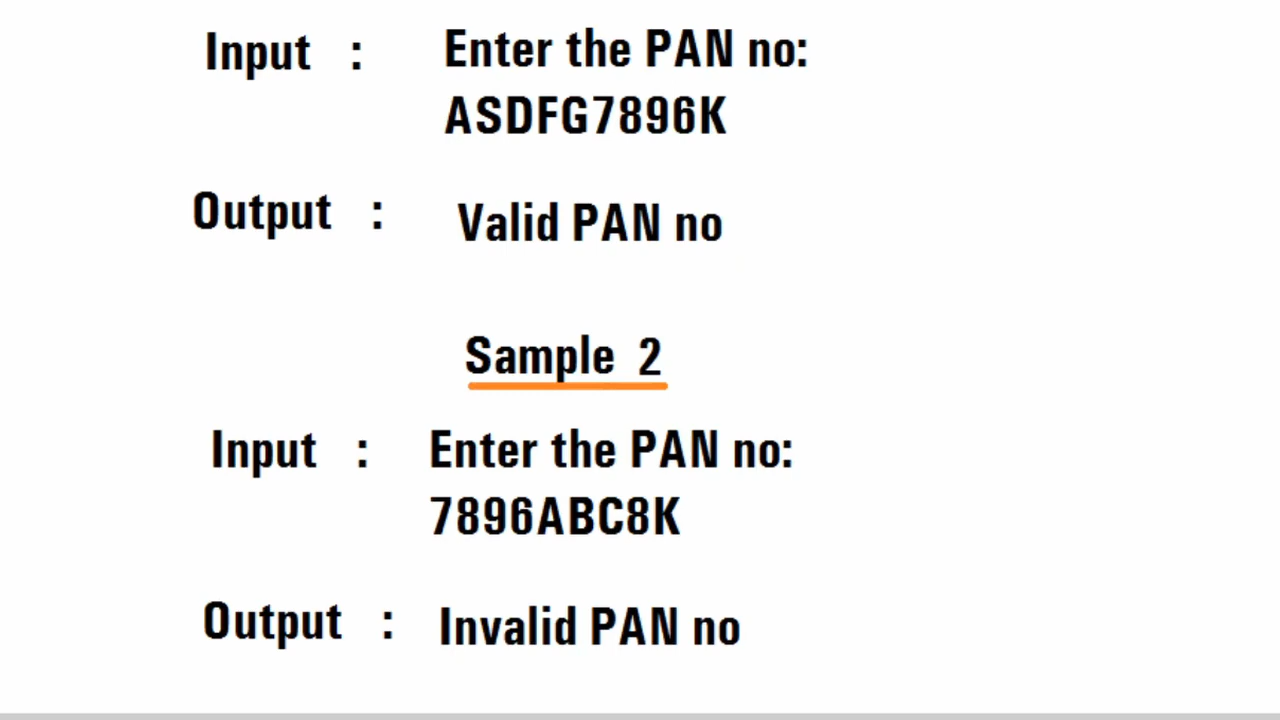 Input : Enter the PAN no:
ASDFG7896K
Output : Valid PAN no
Sample 2
Input : Enter the PAN no:
7896ABC8K
Output : Invalid PAN no